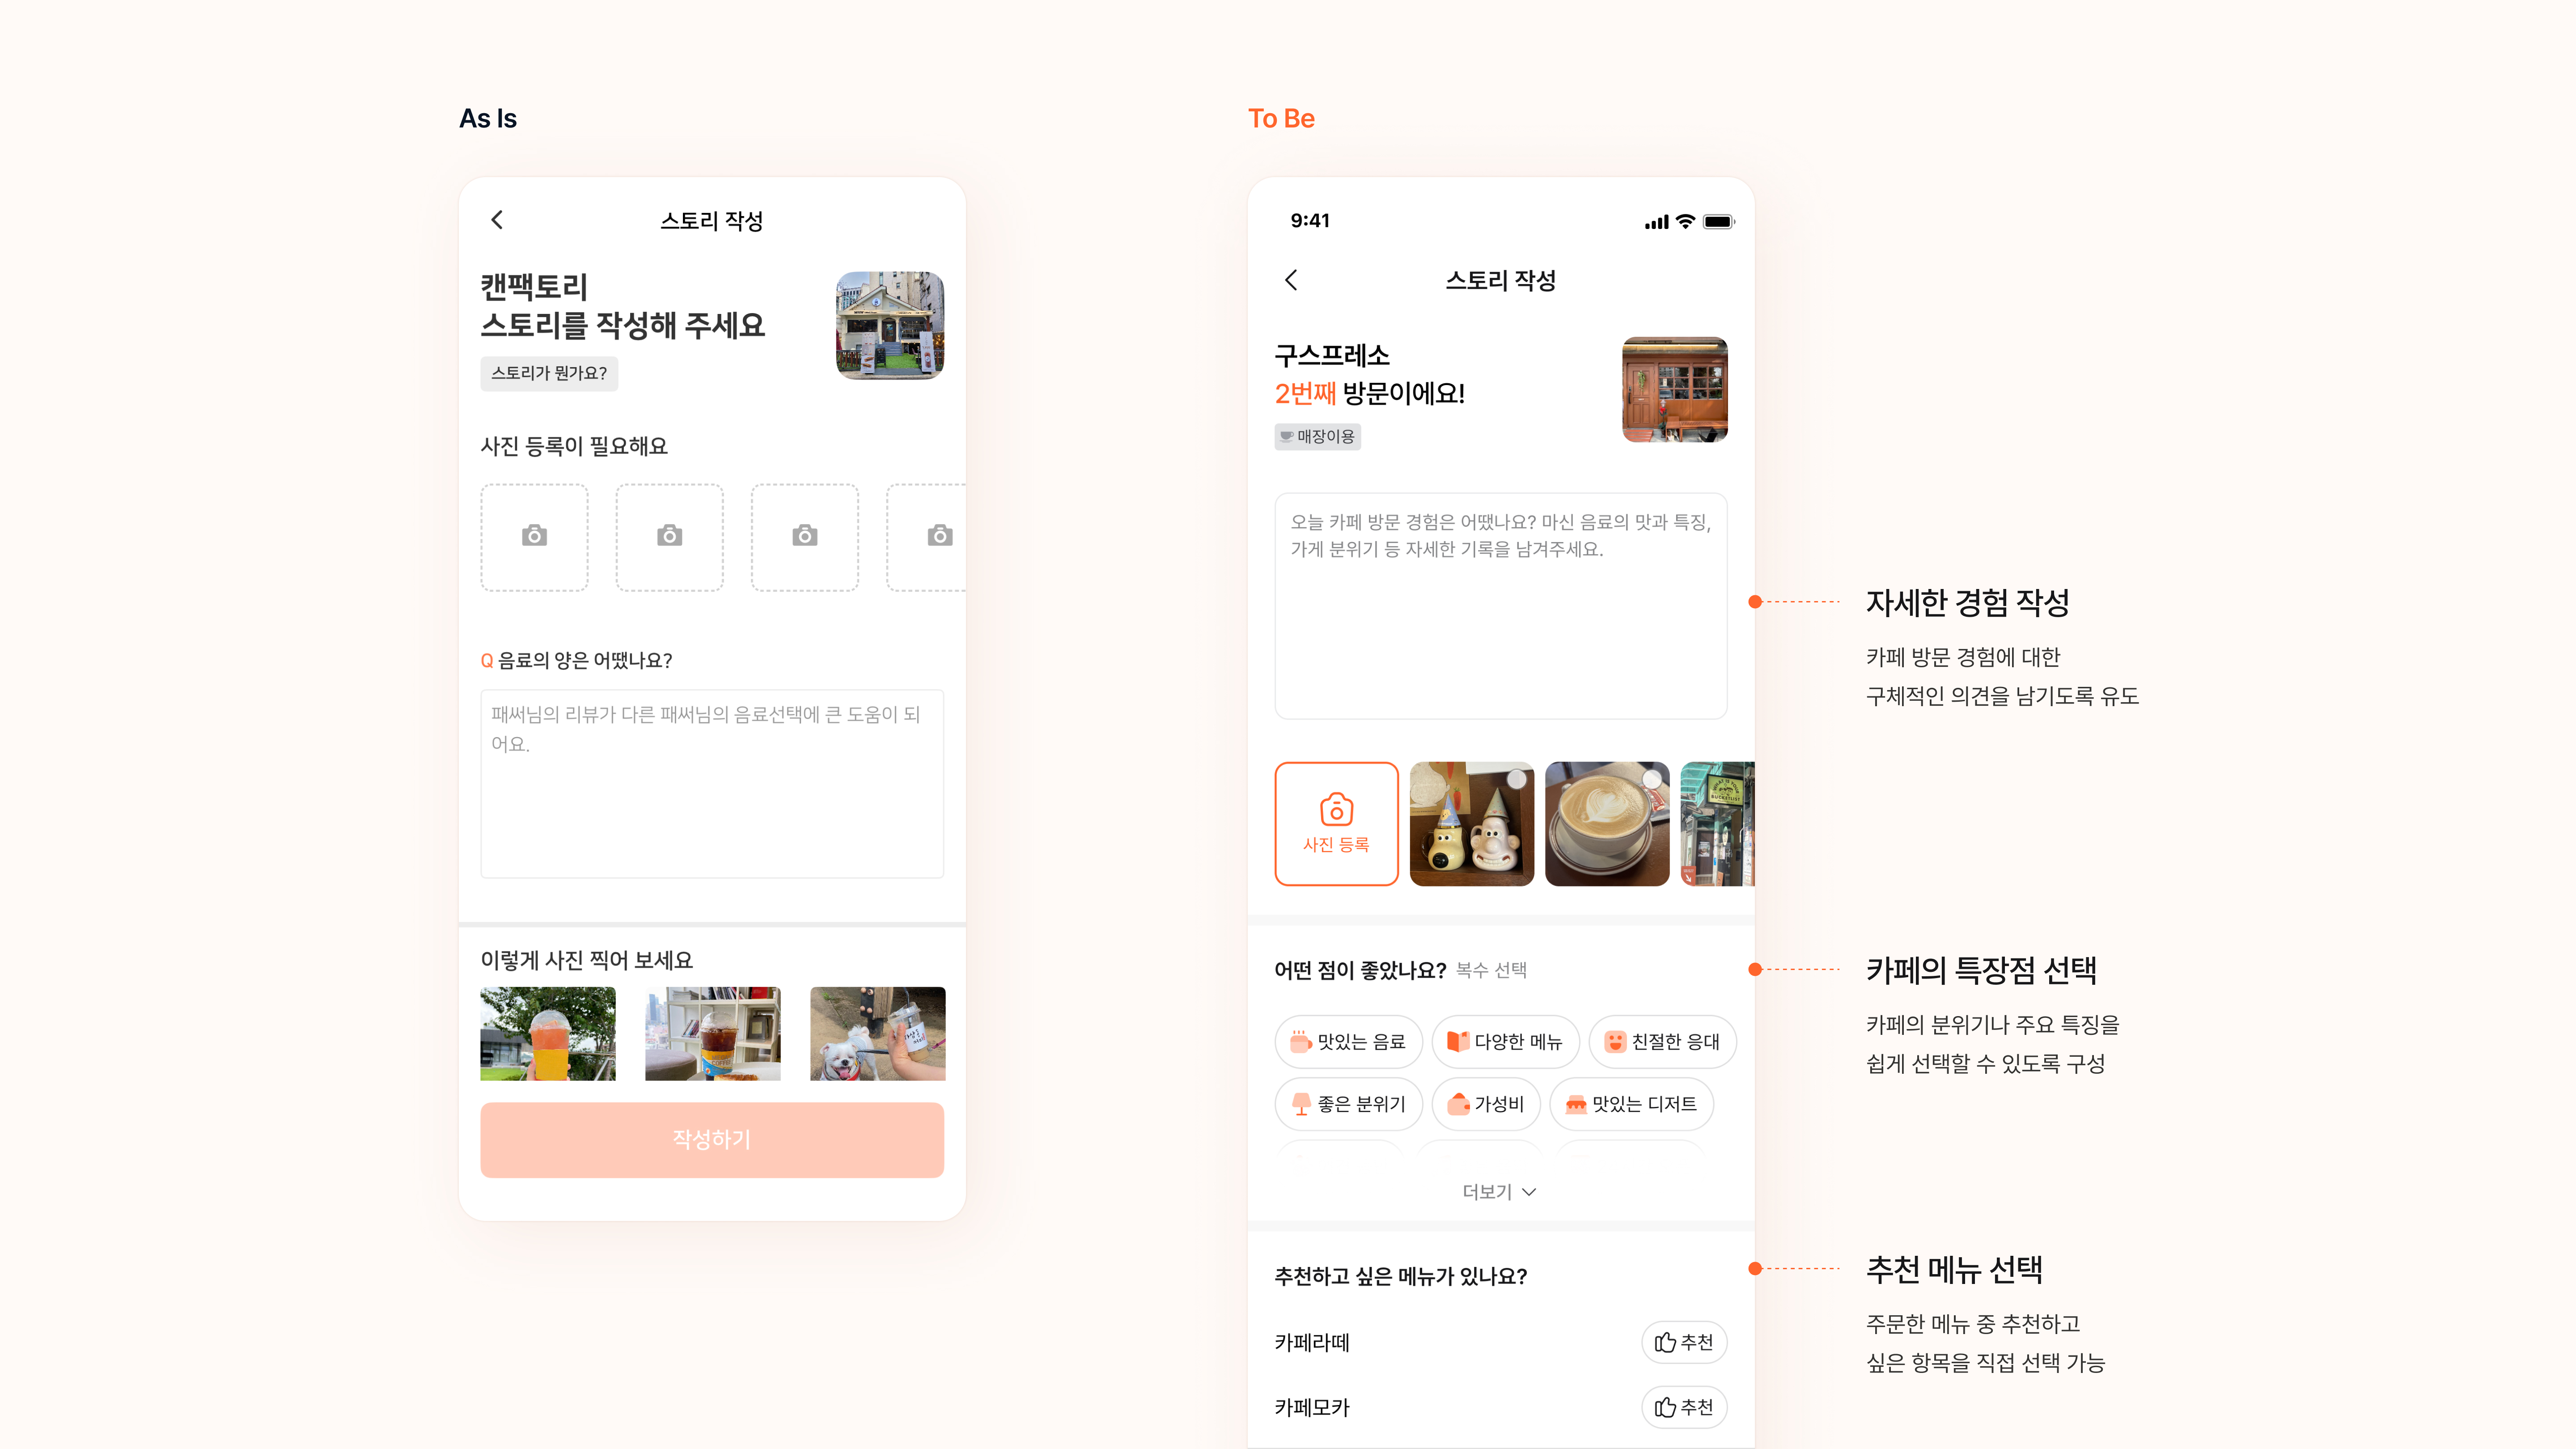 As Is
스토리 작성
캔팩토리
스토리를 작성해 주세요
스토리가 뭔가요?
사진 등록이 필요해요
Q 음료의 양은 어땠나요?
패써님의 리뷰가 다른 패써님의 음료선택에 큰 도움이 되
어요.
이렇게 사진 찍어 보세요
작성하기
To Be
9:41
스토리 작성
구스프레소
2번째 방문이에요!
매장이용
오늘 카페 방문 경험은 어땠나요? 마신 음료의 맛과 특징,
가게 분위기 등 자세한 기록을 남겨주세요.
사진 등록
어떤 점이 좋았나요? 복수 선택
맛있는 음료
다양한 메뉴
친절한 응대
좋은 분위기
가성비
맛있는 디저트
더보기
추천하고 싶은 메뉴가 있나요?
카페라떼
추천
카페모카
추천
자세한 경험 작성
카페 방문 경험에 대한
구체적인 의견을 남기도록 유도
카페의 특장점 선택
카페의 분위기나 주요 특징을
쉽게 선택할 수 있도록 구성
추천 메뉴 선택
주문한 메뉴 중 추천하고
싶은 항목을 직접 선택 가능